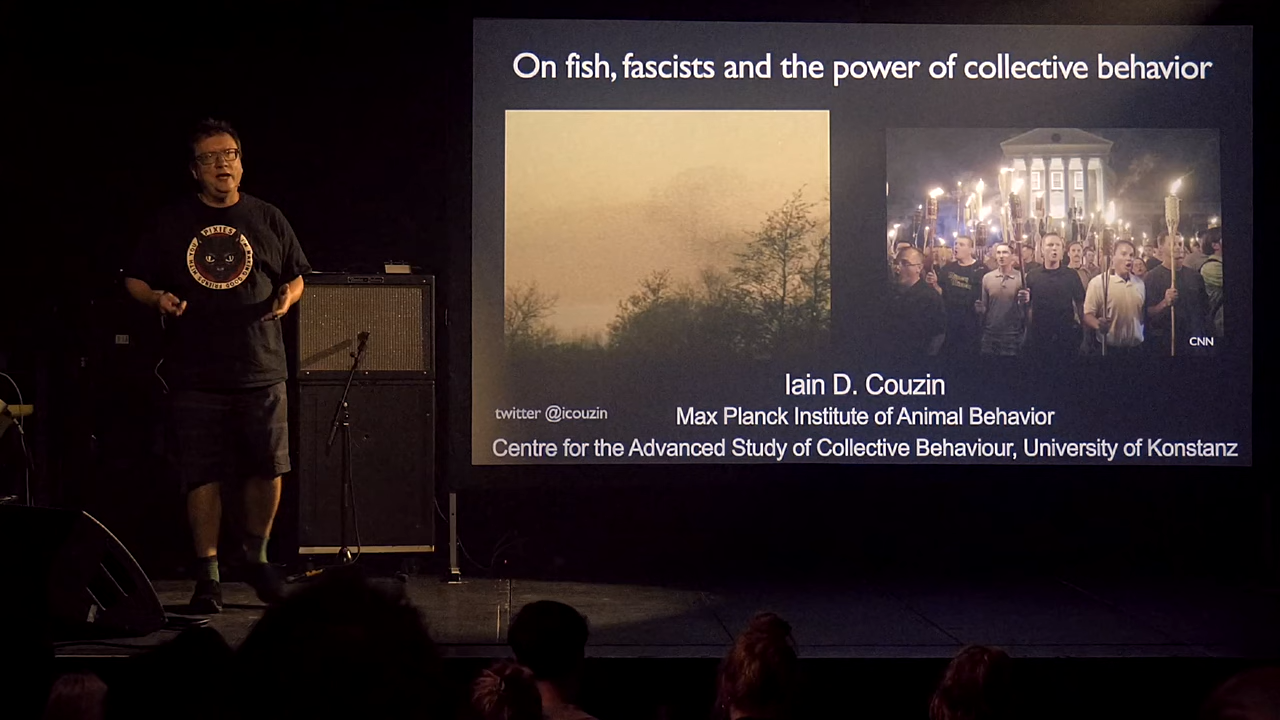 On fish, fascists and the power of collective behavior
PIXIES
CNN
Iain D. Couzin
twitter @icouzin
Max Planck Institute of Animal Behavior
Centre for the Advanced Study of Collective Behaviour, University of Konstanz